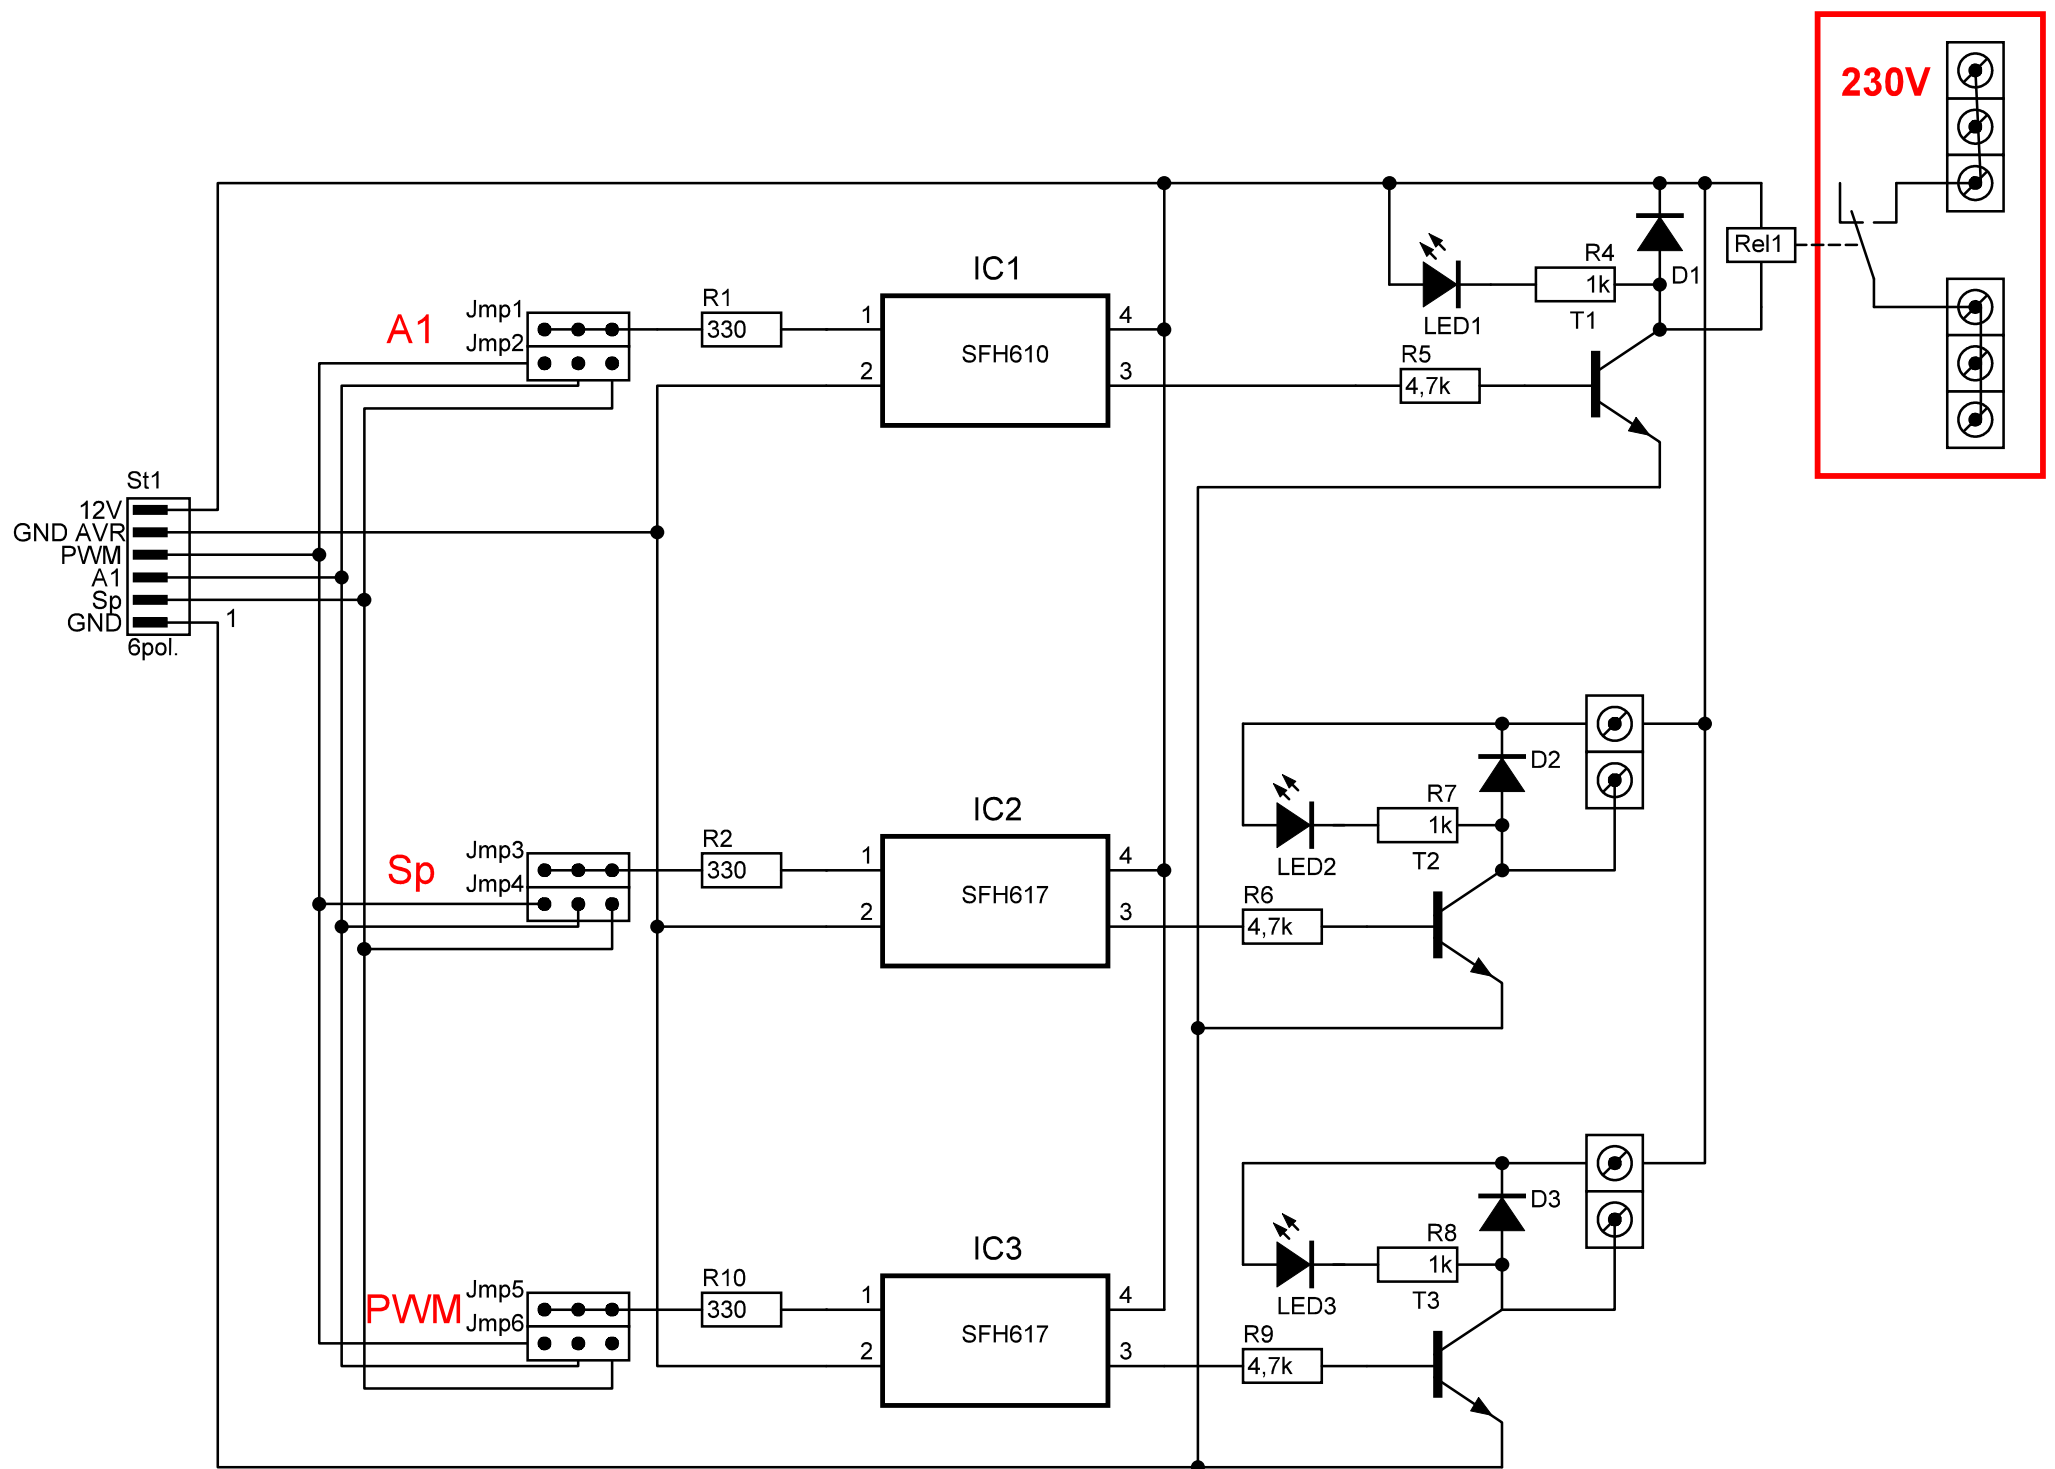 230V
IC1
Rel1
R4
1k
D1
Jmp1
R1
1
4
LED1
T1
A1
330
SFH610
Jmp2
R5
2
3
4,7k
St1
12V
GND AVR
PWM
A1
Sp
GND
1
6pol.
IC2
D2
R7
1k
Jmp3
R2
1
4
LED2
T2
Sp
330
SFH617
Jmp4
R6
2
3
4,7k
IC3
D3
R8
1k
Jmp5
R10
1
4
LED3
T3
PWM
330
SFH617
Jmp6
R9
2
3
4,7k